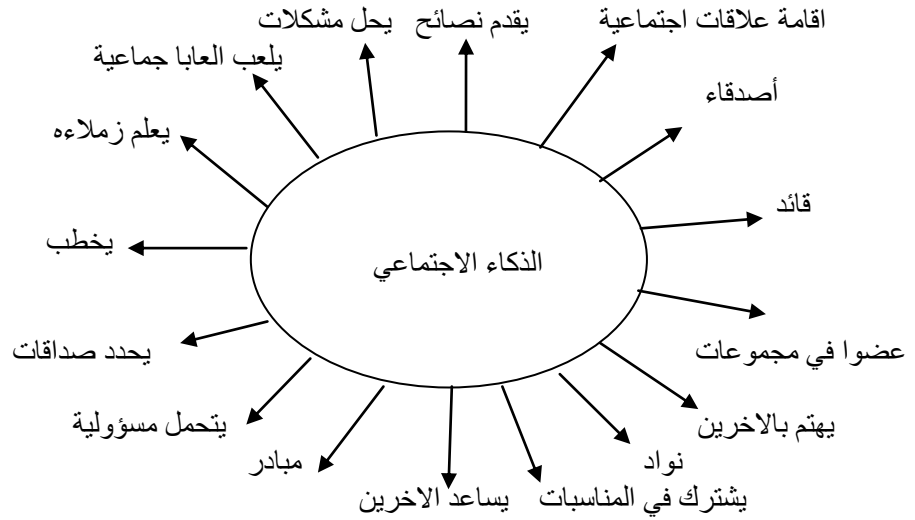 اقامة علاقات اجتماعية
يقدم نصائح
يحل مشكلات
يلعب العابا جماعية
أصدقاء
يعلم زملاءه
قائد
يخطب
الذكاء الاجتماعي
عضوا في مجموعات
يحدد صداقات
يهتم بالاخرين
يتحمل مسؤولية
نواد
مبادر
يشترك في المناسبات
يساعد الاخرين